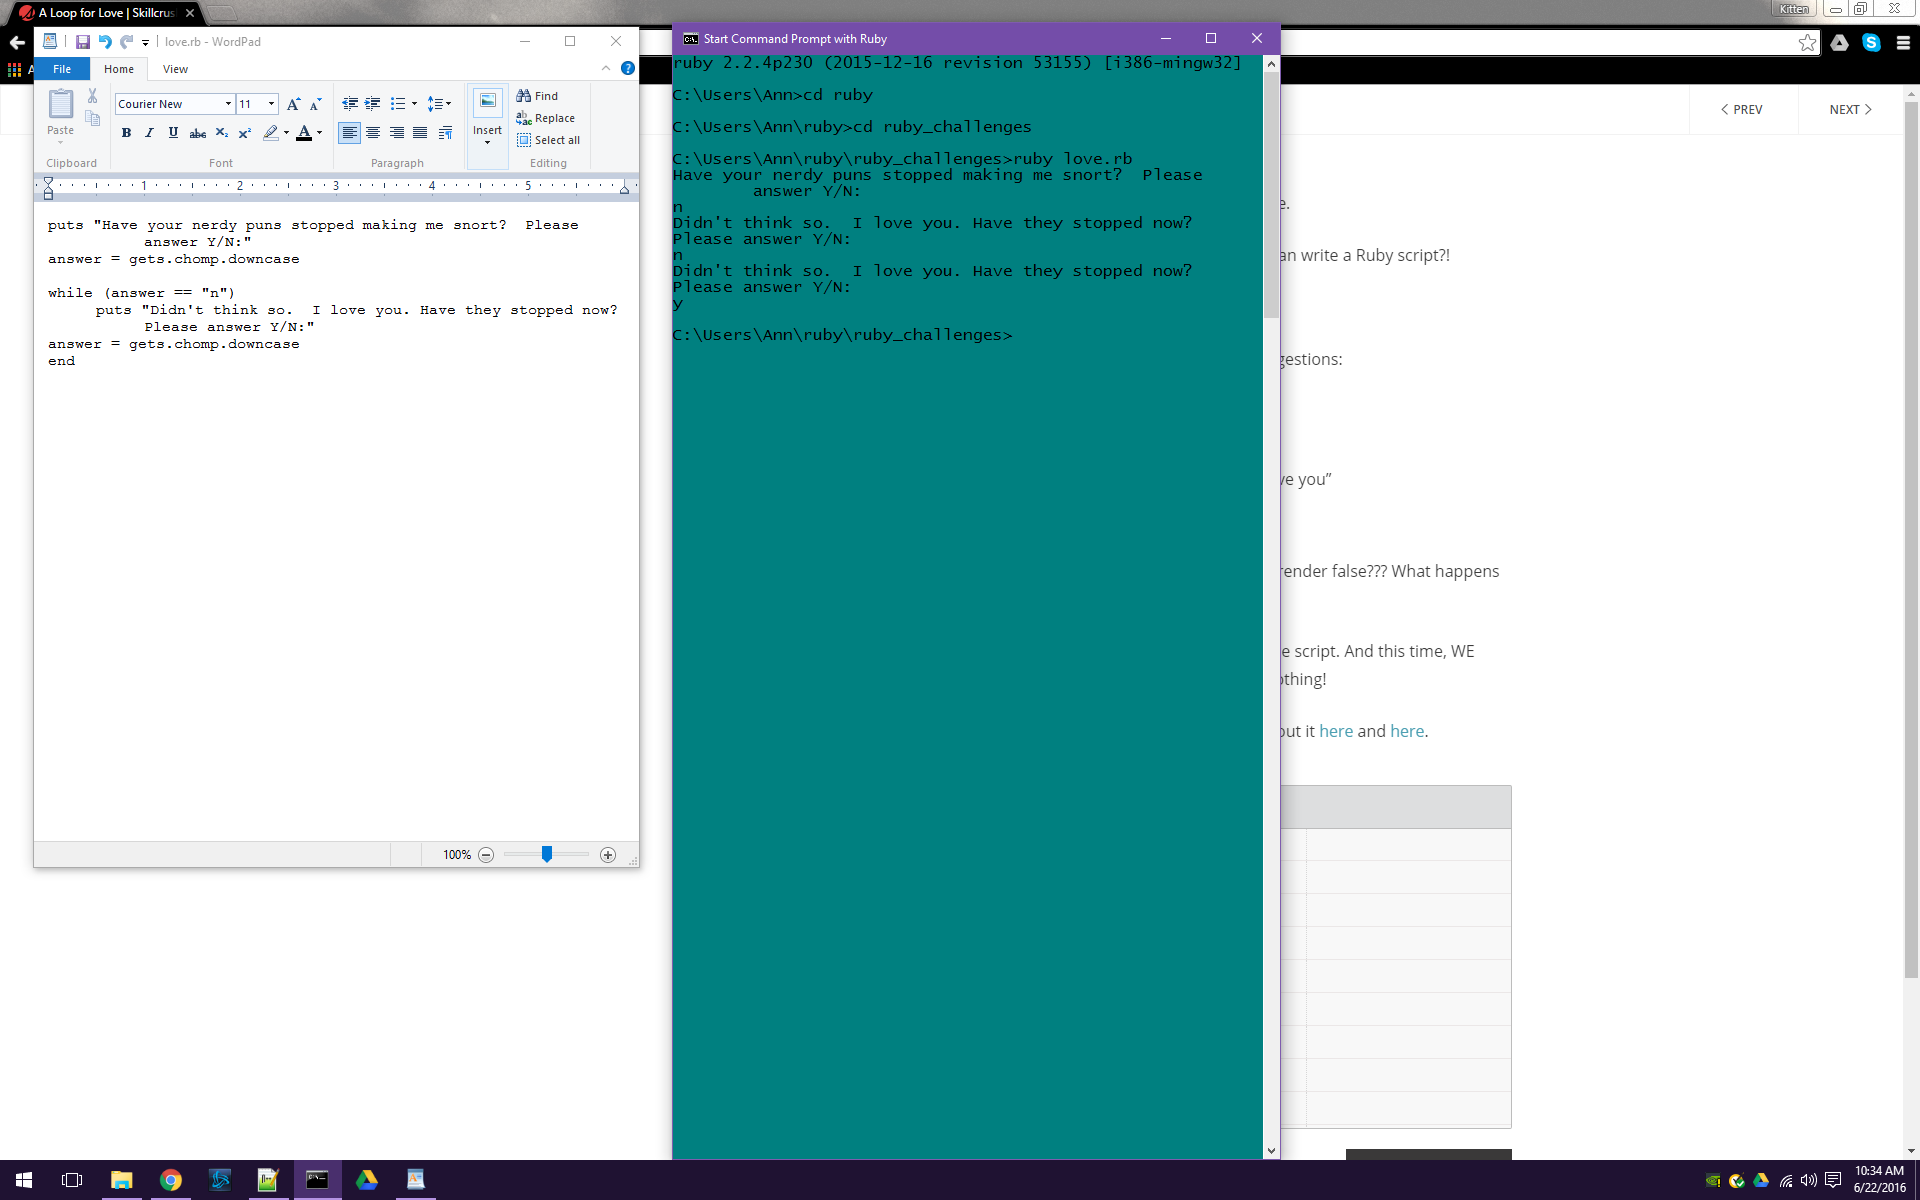 A Loop for Love | Skillcrus
Kitten
love.rb - WordPad
File
Home
View
Paste
Clipboard
Courier New
11
Font
Paragraph
Insert
Find
Replace
Select all
Editing
1
2
3
4
5
puts "Have your nerdy puns stopped making me snort?  Please
answer Y/N:"
answer = gets.chomp.downcase
while (answer == "n")
puts "Didn't think so.  I love you. Have they stopped now?
Please answer Y/N:"
answer = gets.chomp.downcase
end
100%
Start Command Prompt with Ruby
ruby 2.2.4p230 (2015-12-16 revision 53155) [i386-mingw32]
C:\Users\Ann>cd ruby
C:\Users\Ann\ruby>cd ruby_challenges
C:\Users\Ann\ruby\ruby_challenges>ruby love.rb
Have your nerdy puns stopped making me snort?  Please
answer Y/N:
n
Didn't think so.  I love you. Have they stopped now?
Please answer Y/N:
n
Didn't think so.  I love you. Have they stopped now?
Please answer Y/N:
y
C:\Users\Ann\ruby\ruby_challenges>
PREV
NEXT
e.
an write a Ruby script?!
gestions:
ve you”
render false??? What happens
e script. And this time, WE
othing!
out it here and here.
10:34 AM
6/22/2016